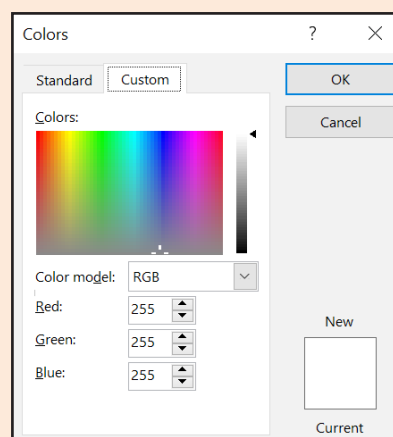 Colors ?
Standard Custom OK
Cancel
Colors:
Color model: RGB
Red: 255
Green: 255
Blue: 255
New
Current